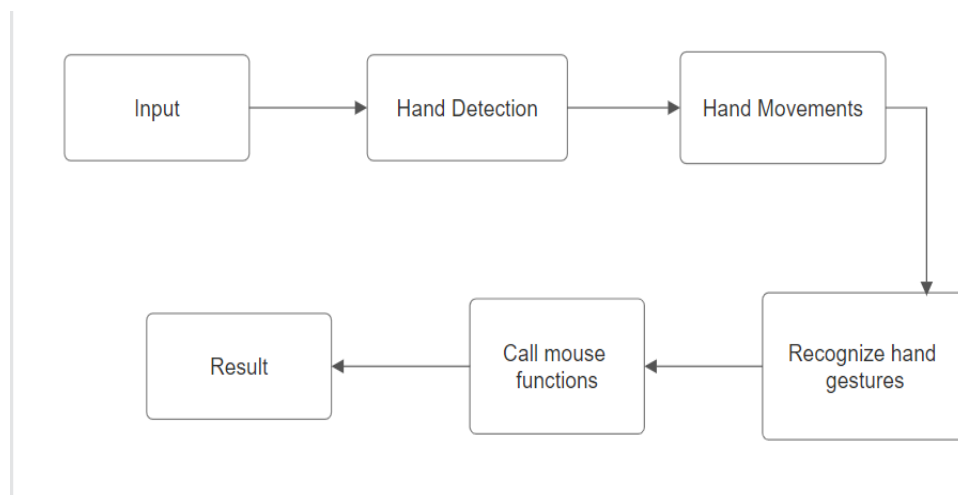 Input
Hand Detection
Hand Movements
Recognize hand
gestures
Call mouse
functions
Result